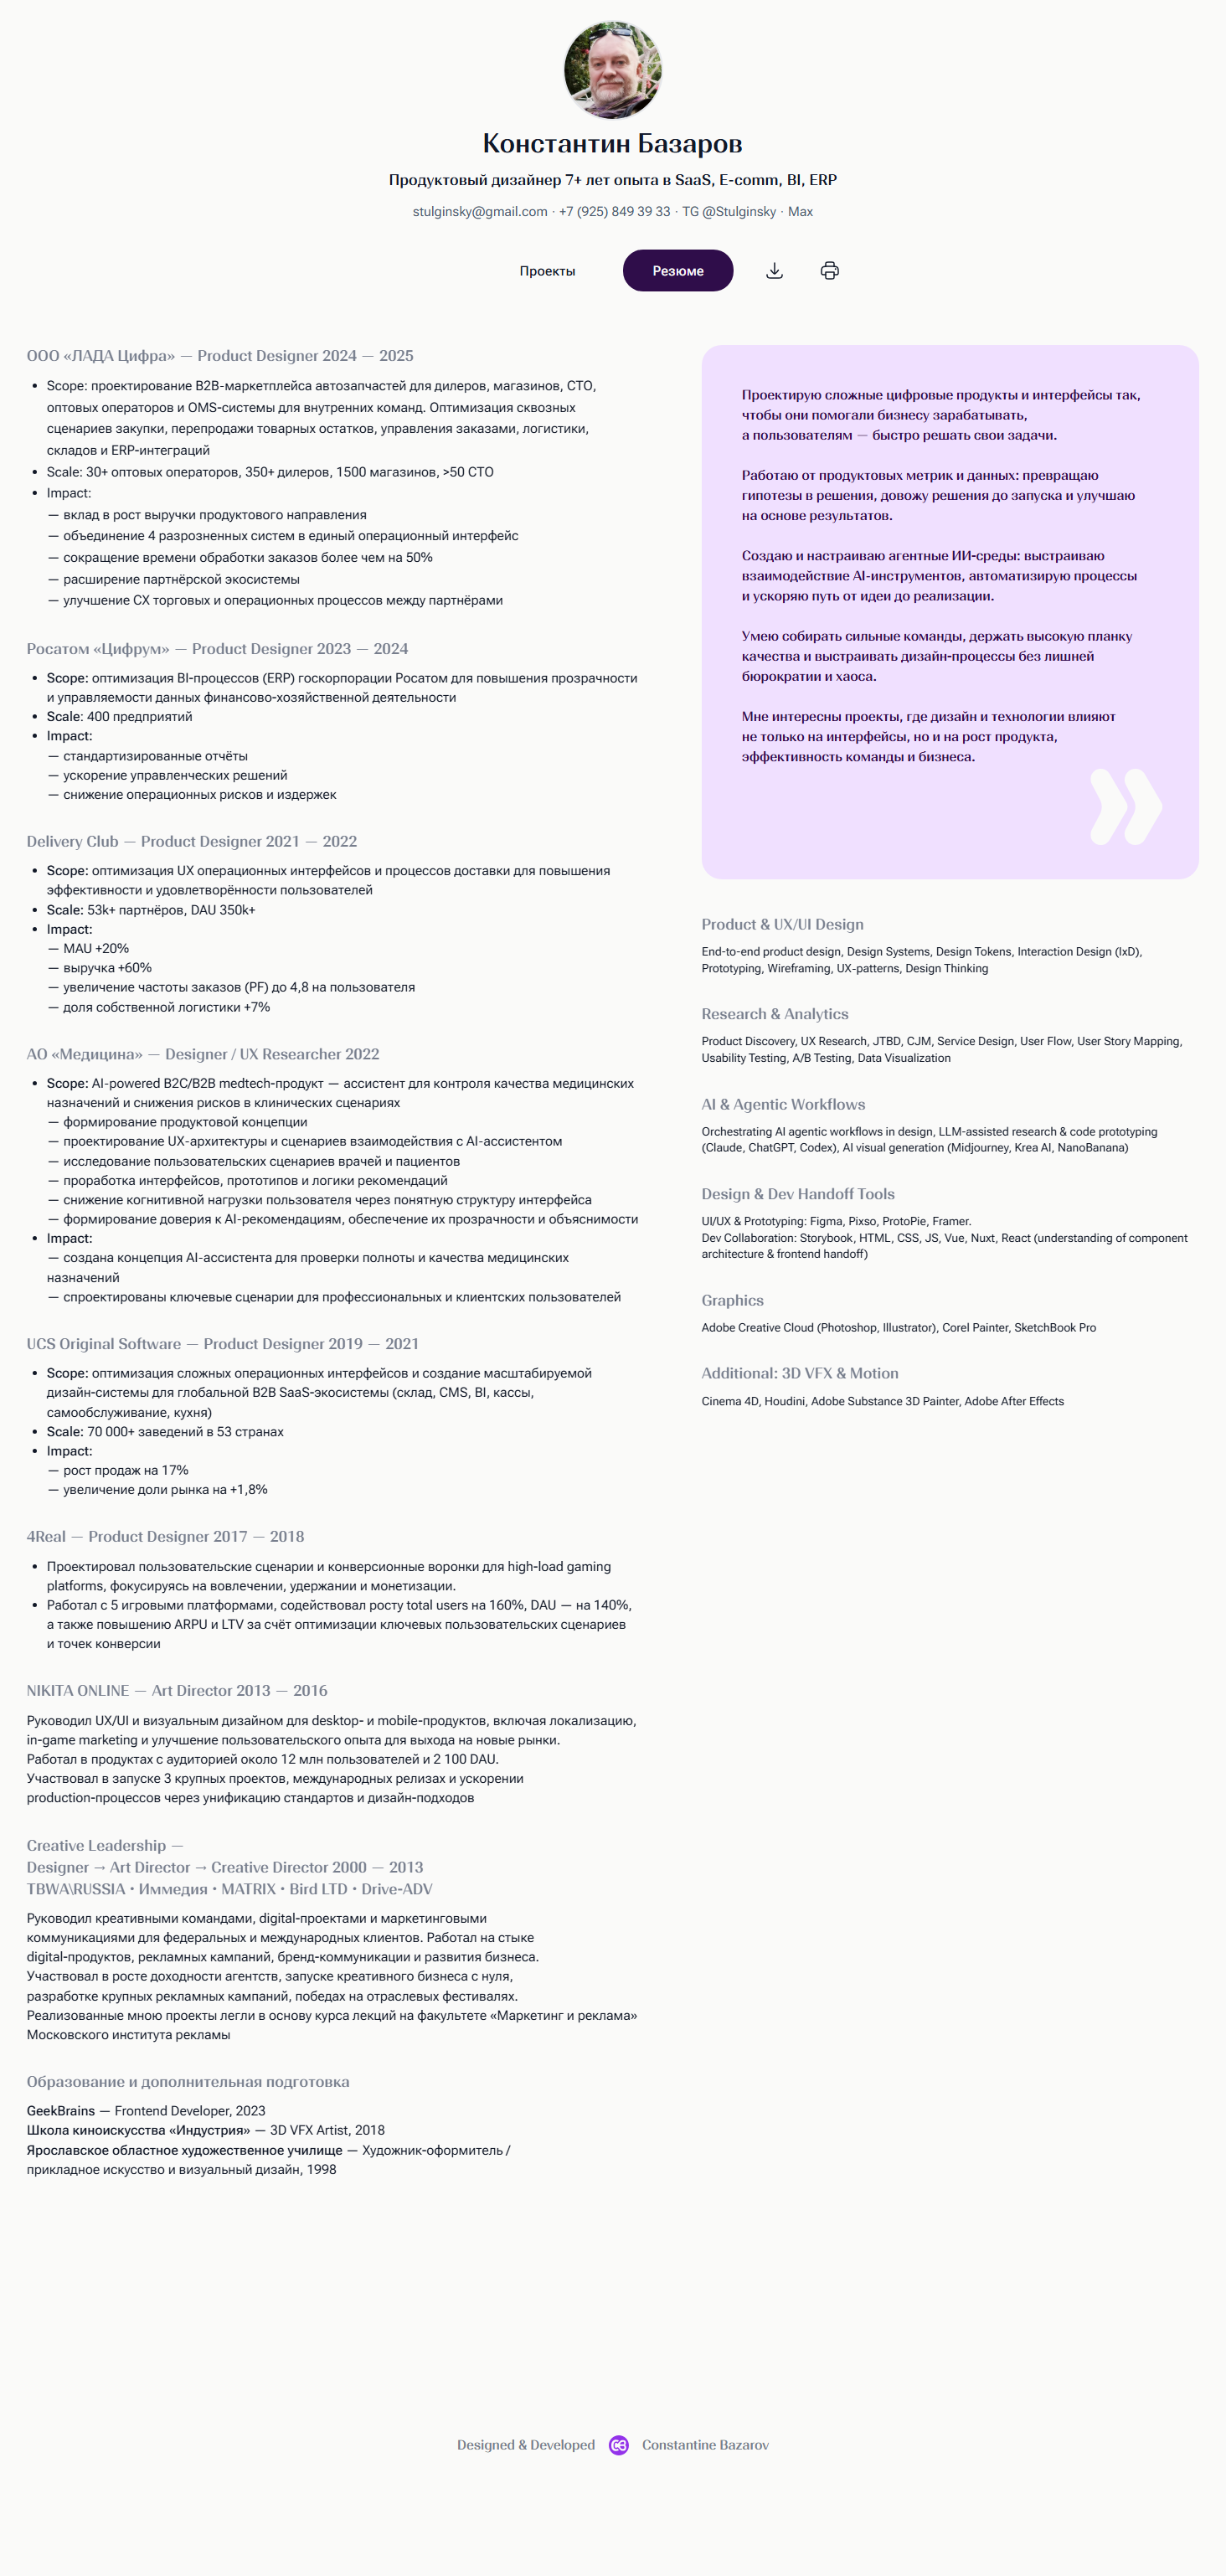 Константин Базаров
Продуктовый дизайнер 7+ лет опыта в SaaS, E-comm, BI, ERP
stulginsky@gmail.com · +7 (925) 849 39 33 · TG @Stulginsky · Max
Проекты
Резюме
ООО «ЛАДА Цифра» — Product Designer 2024 — 2025
• Scope: проектирование B2B-маркетплейса автозапчастей для дилеров, магазинов, СТО,
оптовых операторов и OMS-системы для внутренних команд. Оптимизация сквозных
сценариев закупки, перепродажи товарных остатков, управления заказами, логистики,
складов и ERP-интеграций
• Scale: 30+ оптовых операторов, 350+ дилеров, 1500 магазинов, >50 СТО
• Impact:
— вклад в рост выручки продуктового направления
— объединение 4 разрозненных систем в единый операционный интерфейс
— сокращение времени обработки заказов более чем на 50%
— расширение партнёрской экосистемы
— улучшение CX торговых и операционных процессов между партнёрами
Росатом «Цифрум» — Product Designer 2023 — 2024
• Scope: оптимизация BI-процессов (ERP) госкорпорации Росатом для повышения прозрачности
и управляемости данных финансово-хозяйственной деятельности
• Scale: 400 предприятий
• Impact:
— стандартизированные отчёты
— ускорение управленческих решений
— снижение операционных рисков и издержек
Delivery Club — Product Designer 2021 — 2022
• Scope: оптимизация UX операционных интерфейсов и процессов доставки для повышения
эффективности и удовлетворённости пользователей
• Scale: 53k+ партнёров, DAU 350k+
• Impact:
— MAU +20%
— выручка +60%
— увеличение частоты заказов (PF) до 4,8 на пользователя
— доля собственной логистики +7%
АО «Медицина» — Designer / UX Researcher 2022
• Scope: AI-powered B2C/B2B medtech-продукт — ассистент для контроля качества медицинских
назначений и снижения рисков в клинических сценариях
— формирование продуктовой концепции
— проектирование UX-архитектуры и сценариев взаимодействия с AI-ассистентом
— исследование пользовательских сценариев врачей и пациентов
— проработка интерфейсов, прототипов и логики рекомендаций
— снижение когнитивной нагрузки пользователя через понятную структуру интерфейса
— формирование доверия к AI-рекомендациям, обеспечение их прозрачности и объяснимости
• Impact:
— создана концепция AI-ассистента для проверки полноты и качества медицинских
назначений
— спроектированы ключевые сценарии для профессиональных и клиентских пользователей
UCS Original Software — Product Designer 2019 — 2021
• Scope: оптимизация сложных операционных интерфейсов и создание масштабируемой
дизайн-системы для глобальной B2B SaaS-экосистемы (склад, CMS, BI, кассы,
самообслуживание, кухня)
• Scale: 70 000+ заведений в 53 странах
• Impact:
— рост продаж на 17%
— увеличение доли рынка на +1,8%
4Real — Product Designer 2017 — 2018
• Проектировал пользовательские сценарии и конверсионные воронки для high-load gaming
platforms, фокусируясь на вовлечении, удержании и монетизации.
• Работал с 5 игровыми платформами, содействовал росту total users на 160%, DAU — на 140%,
а также повышению ARPU и LTV за счёт оптимизации ключевых пользовательских сценариев
и точек конверсии
NIKITA ONLINE — Art Director 2013 — 2016
Руководил UX/UI и визуальным дизайном для desktop- и mobile-продуктов, включая локализацию,
in-game marketing и улучшение пользовательского опыта для выхода на новые рынки.
Работал в продуктах с аудиторией около 12 млн пользователей и 2 100 DAU.
Участвовал в запуске 3 крупных проектов, международных релизах и ускорении
production-процессов через унификацию стандартов и дизайн-подходов
Creative Leadership —
Designer → Art Director → Creative Director 2000 — 2013
TBWA\RUSSIA • Иммедия • MATRIX • Bird LTD • Drive-ADV
Руководил креативными командами, digital-проектами и маркетинговыми
коммуникациями для федеральных и международных клиентов. Работал на стыке
digital-продуктов, рекламных кампаний, бренд-коммуникации и развития бизнеса.
Участвовал в росте доходности агентств, запуске креативного бизнеса с нуля,
разработке крупных рекламных кампаний, победах на отраслевых фестивалях.
Реализованные мною проекты легли в основу курса лекций на факультете «Маркетинг и реклама»
Московского института рекламы
Образование и дополнительная подготовка
GeekBrains — Frontend Developer, 2023
Школа киноискусства «Индустрия» — 3D VFX Artist, 2018
Ярославское областное художественное училище — Художник-оформитель /
прикладное искусство и визуальный дизайн, 1998
Проектирую сложные цифровые продукты и интерфейсы так,
чтобы они помогали бизнесу зарабатывать,
а пользователям — быстро решать свои задачи.
Работаю от продуктовых метрик и данных: превращаю
гипотезы в решения, довожу решения до запуска и улучшаю
на основе результатов.
Создаю и настраиваю агентные ИИ-среды: выстраиваю
взаимодействие AI-инструментов, автоматизирую процессы
и ускоряю путь от идеи до реализации.
Умею собирать сильные команды, держать высокую планку
качества и выстраивать дизайн-процессы без лишней
бюрократии и хаоса.
Мне интересны проекты, где дизайн и технологии влияют
не только на интерфейсы, но и на рост продукта,
эффективность команды и бизнеса.
Product & UX/UI Design
End-to-end product design, Design Systems, Design Tokens, Interaction Design (IxD),
Prototyping, Wireframing, UX-patterns, Design Thinking
Research & Analytics
Product Discovery, UX Research, JTBD, CJM, Service Design, User Flow, User Story Mapping,
Usability Testing, A/B Testing, Data Visualization
AI & Agentic Workflows
Orchestrating AI agentic workflows in design, LLM-assisted research & code prototyping
(Claude, ChatGPT, Codex), AI visual generation (Midjourney, Krea AI, NanoBanana)
Design & Dev Handoff Tools
UI/UX & Prototyping: Figma, Pixso, ProtoPie, Framer.
Dev Collaboration: Storybook, HTML, CSS, JS, Vue, Nuxt, React (understanding of component
architecture & frontend handoff)
Graphics
Adobe Creative Cloud (Photoshop, Illustrator), Corel Painter, SketchBook Pro
Additional: 3D VFX & Motion
Cinema 4D, Houdini, Adobe Substance 3D Painter, Adobe After Effects
Designed & Developed CB Constantine Bazarov